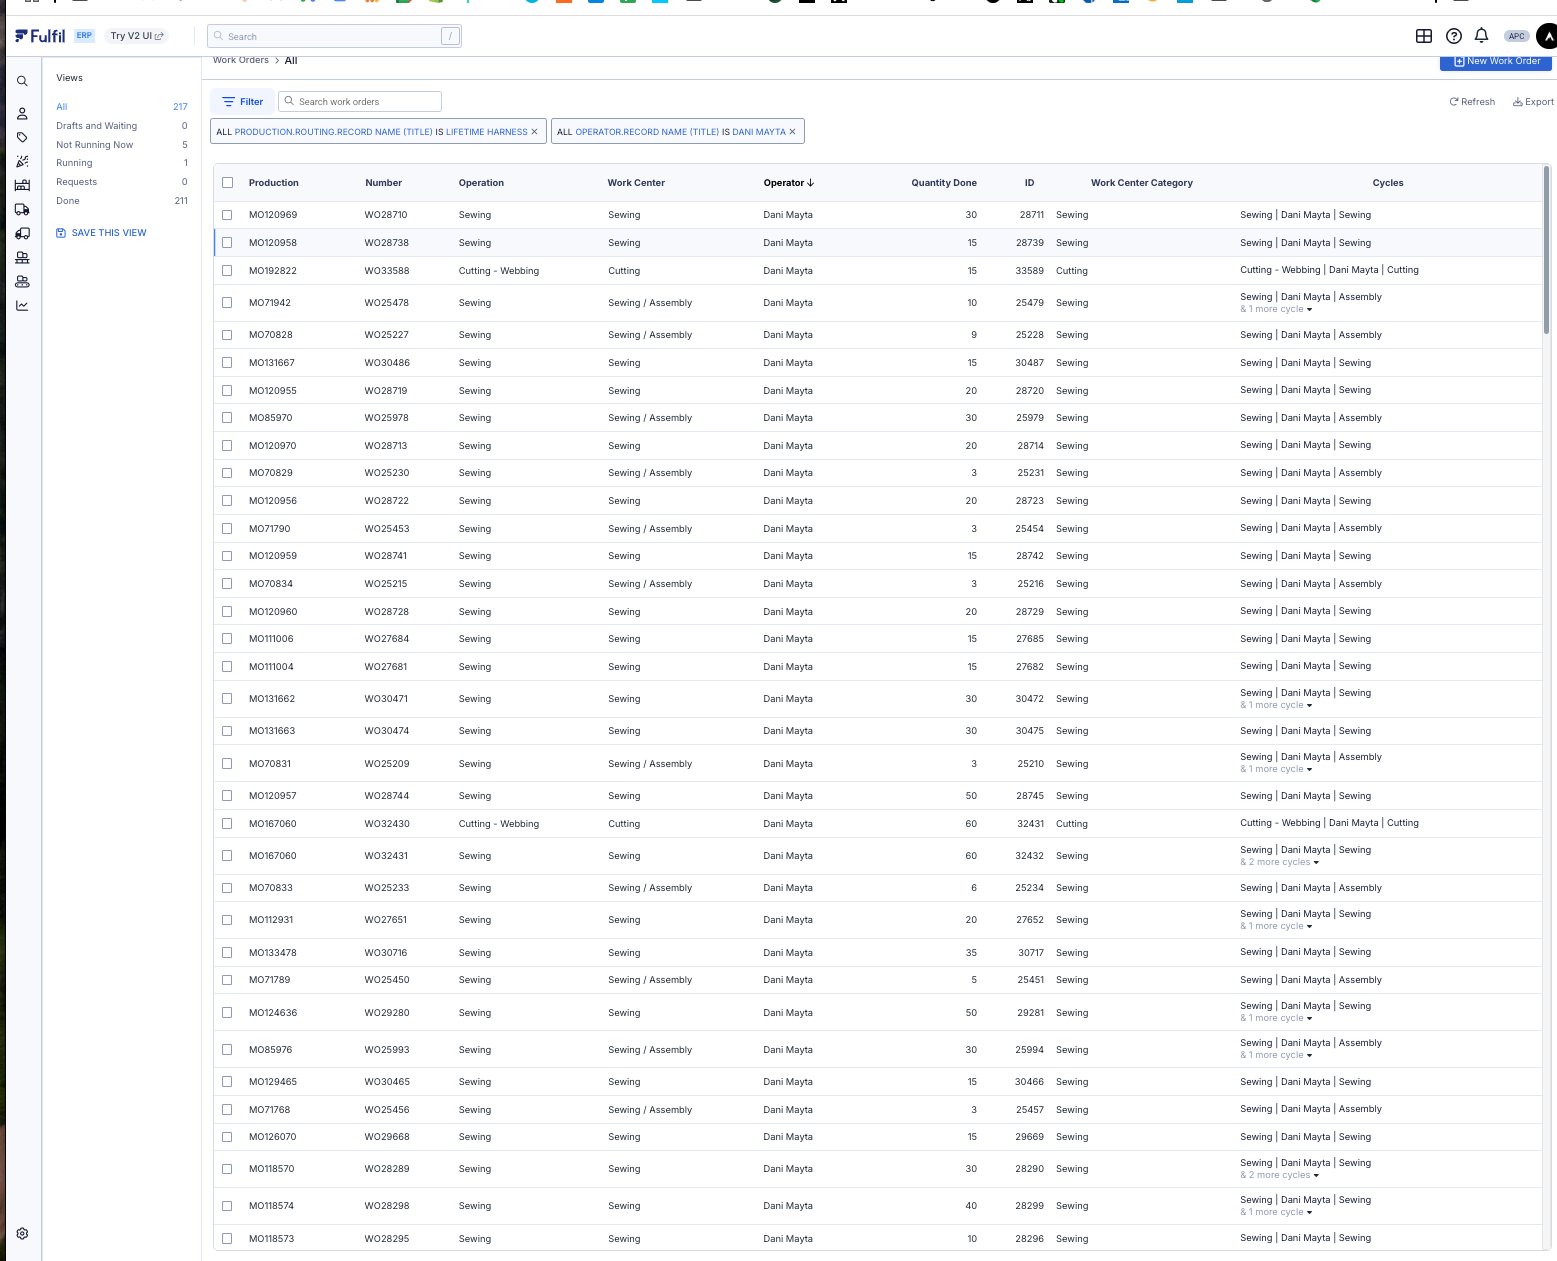 Fulfil ERP Try V2 UI Search / APC
Work Orders > All New Work Order
Views
All 217
Drafts and Waiting 0
Not Running Now 5
Running 1
Requests 0
Done 211
SAVE THIS VIEW
Filter Search work orders Refresh Export
ALL PRODUCTION.ROUTING.RECORD NAME (TITLE) IS LIFETIME HARNESS × ALL OPERATOR.RECORD NAME (TITLE) IS DANI MAYTA ×
Production Number Operation Work Center Operator ↓ Quantity Done ID Work Center Category Cycles
MO120969 WO28710 Sewing Sewing Dani Mayta 30 28711 Sewing Sewing | Dani Mayta | Sewing
MO120958 WO28738 Sewing Sewing Dani Mayta 15 28739 Sewing Sewing | Dani Mayta | Sewing
MO192822 WO33588 Cutting - Webbing Cutting Dani Mayta 15 33589 Cutting Cutting - Webbing | Dani Mayta | Cutting
MO71942 WO25478 Sewing Sewing / Assembly Dani Mayta 10 25479 Sewing Sewing | Dani Mayta | Assembly
& 1 more cycle
MO70828 WO25227 Sewing Sewing / Assembly Dani Mayta 9 25228 Sewing Sewing | Dani Mayta | Assembly
MO131667 WO30486 Sewing Sewing Dani Mayta 15 30487 Sewing Sewing | Dani Mayta | Sewing
MO120955 WO28719 Sewing Sewing Dani Mayta 20 28720 Sewing Sewing | Dani Mayta | Sewing
MO85970 WO25978 Sewing Sewing / Assembly Dani Mayta 30 25979 Sewing Sewing | Dani Mayta | Assembly
MO120970 WO28713 Sewing Sewing Dani Mayta 20 28714 Sewing Sewing | Dani Mayta | Sewing
MO70829 WO25230 Sewing Sewing / Assembly Dani Mayta 3 25231 Sewing Sewing | Dani Mayta | Assembly
MO120956 WO28722 Sewing Sewing Dani Mayta 20 28723 Sewing Sewing | Dani Mayta | Sewing
MO71790 WO25453 Sewing Sewing / Assembly Dani Mayta 3 25454 Sewing Sewing | Dani Mayta | Assembly
MO120959 WO28741 Sewing Sewing Dani Mayta 15 28742 Sewing Sewing | Dani Mayta | Sewing
MO70834 WO25215 Sewing Sewing / Assembly Dani Mayta 3 25216 Sewing Sewing | Dani Mayta | Assembly
MO120960 WO28728 Sewing Sewing Dani Mayta 20 28729 Sewing Sewing | Dani Mayta | Sewing
MO111006 WO27684 Sewing Sewing Dani Mayta 15 27685 Sewing Sewing | Dani Mayta | Sewing
MO111004 WO27681 Sewing Sewing Dani Mayta 15 27682 Sewing Sewing | Dani Mayta | Sewing
MO131662 WO30471 Sewing Sewing Dani Mayta 30 30472 Sewing Sewing | Dani Mayta | Sewing
& 1 more cycle
MO131663 WO30474 Sewing Sewing Dani Mayta 30 30475 Sewing Sewing | Dani Mayta | Sewing
MO70831 WO25209 Sewing Sewing / Assembly Dani Mayta 3 25210 Sewing Sewing | Dani Mayta | Assembly
& 1 more cycle
MO120957 WO28744 Sewing Sewing Dani Mayta 50 28745 Sewing Sewing | Dani Mayta | Sewing
MO167060 WO32430 Cutting - Webbing Cutting Dani Mayta 60 32431 Cutting Cutting - Webbing | Dani Mayta | Cutting
MO167060 WO32431 Sewing Sewing Dani Mayta 60 32432 Sewing Sewing | Dani Mayta | Sewing
& 2 more cycles
MO70833 WO25233 Sewing Sewing / Assembly Dani Mayta 6 25234 Sewing Sewing | Dani Mayta | Assembly
MO112931 WO27651 Sewing Sewing Dani Mayta 20 27652 Sewing Sewing | Dani Mayta | Sewing
& 1 more cycle
MO133478 WO30716 Sewing Sewing Dani Mayta 35 30717 Sewing Sewing | Dani Mayta | Sewing
MO71789 WO25450 Sewing Sewing / Assembly Dani Mayta 5 25451 Sewing Sewing | Dani Mayta | Assembly
MO124636 WO29280 Sewing Sewing Dani Mayta 50 29281 Sewing Sewing | Dani Mayta | Sewing
& 1 more cycle
MO85976 WO25993 Sewing Sewing / Assembly Dani Mayta 30 25994 Sewing Sewing | Dani Mayta | Assembly
& 1 more cycle
MO129465 WO30465 Sewing Sewing Dani Mayta 15 30466 Sewing Sewing | Dani Mayta | Sewing
MO71768 WO25456 Sewing Sewing / Assembly Dani Mayta 3 25457 Sewing Sewing | Dani Mayta | Assembly
MO126070 WO29668 Sewing Sewing Dani Mayta 15 29669 Sewing Sewing | Dani Mayta | Sewing
MO118570 WO28289 Sewing Sewing Dani Mayta 30 28290 Sewing Sewing | Dani Mayta | Sewing
& 2 more cycles
MO118574 WO28298 Sewing Sewing Dani Mayta 40 28299 Sewing Sewing | Dani Mayta | Sewing
& 1 more cycle
MO118573 WO28295 Sewing Sewing Dani Mayta 10 28296 Sewing Sewing | Dani Mayta | Sewing